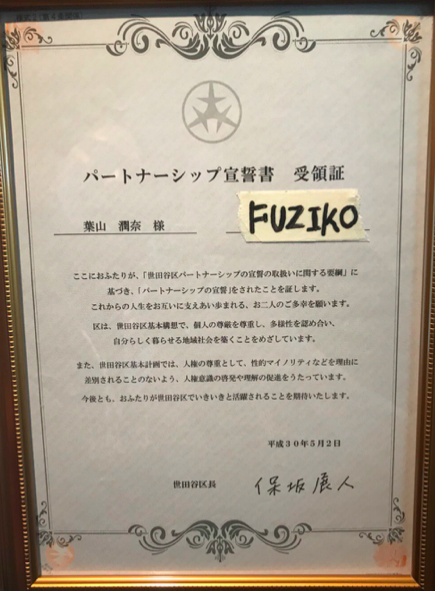 パートナーシップ宣誓書 受領証
葉山 潤奈 様
FUZIKO
ここにおふたりが、「世田谷区パートナーシップの宣誓の取扱いに関する要綱」に
基づき、「パートナーシップの宣誓」をされたことを証します。
これからの人生をお互いに支えあい歩まれる、お二人のご多幸を願います。
区は、世田谷区基本構想で、個人の尊厳を尊重し、多様性を認め合い、
自分らしく暮らせる地域社会を築くことをめざしています。
また、世田谷区基本計画では、人権の尊重として、性的マイノリティなどを理由に
差別されることのないよう、人権意識の啓発や理解の促進をうたっています。
今後とも、おふたりが世田谷区でいきいきと活躍されることを期待いたします。
平成30年5月2日
世田谷区長 保坂展人